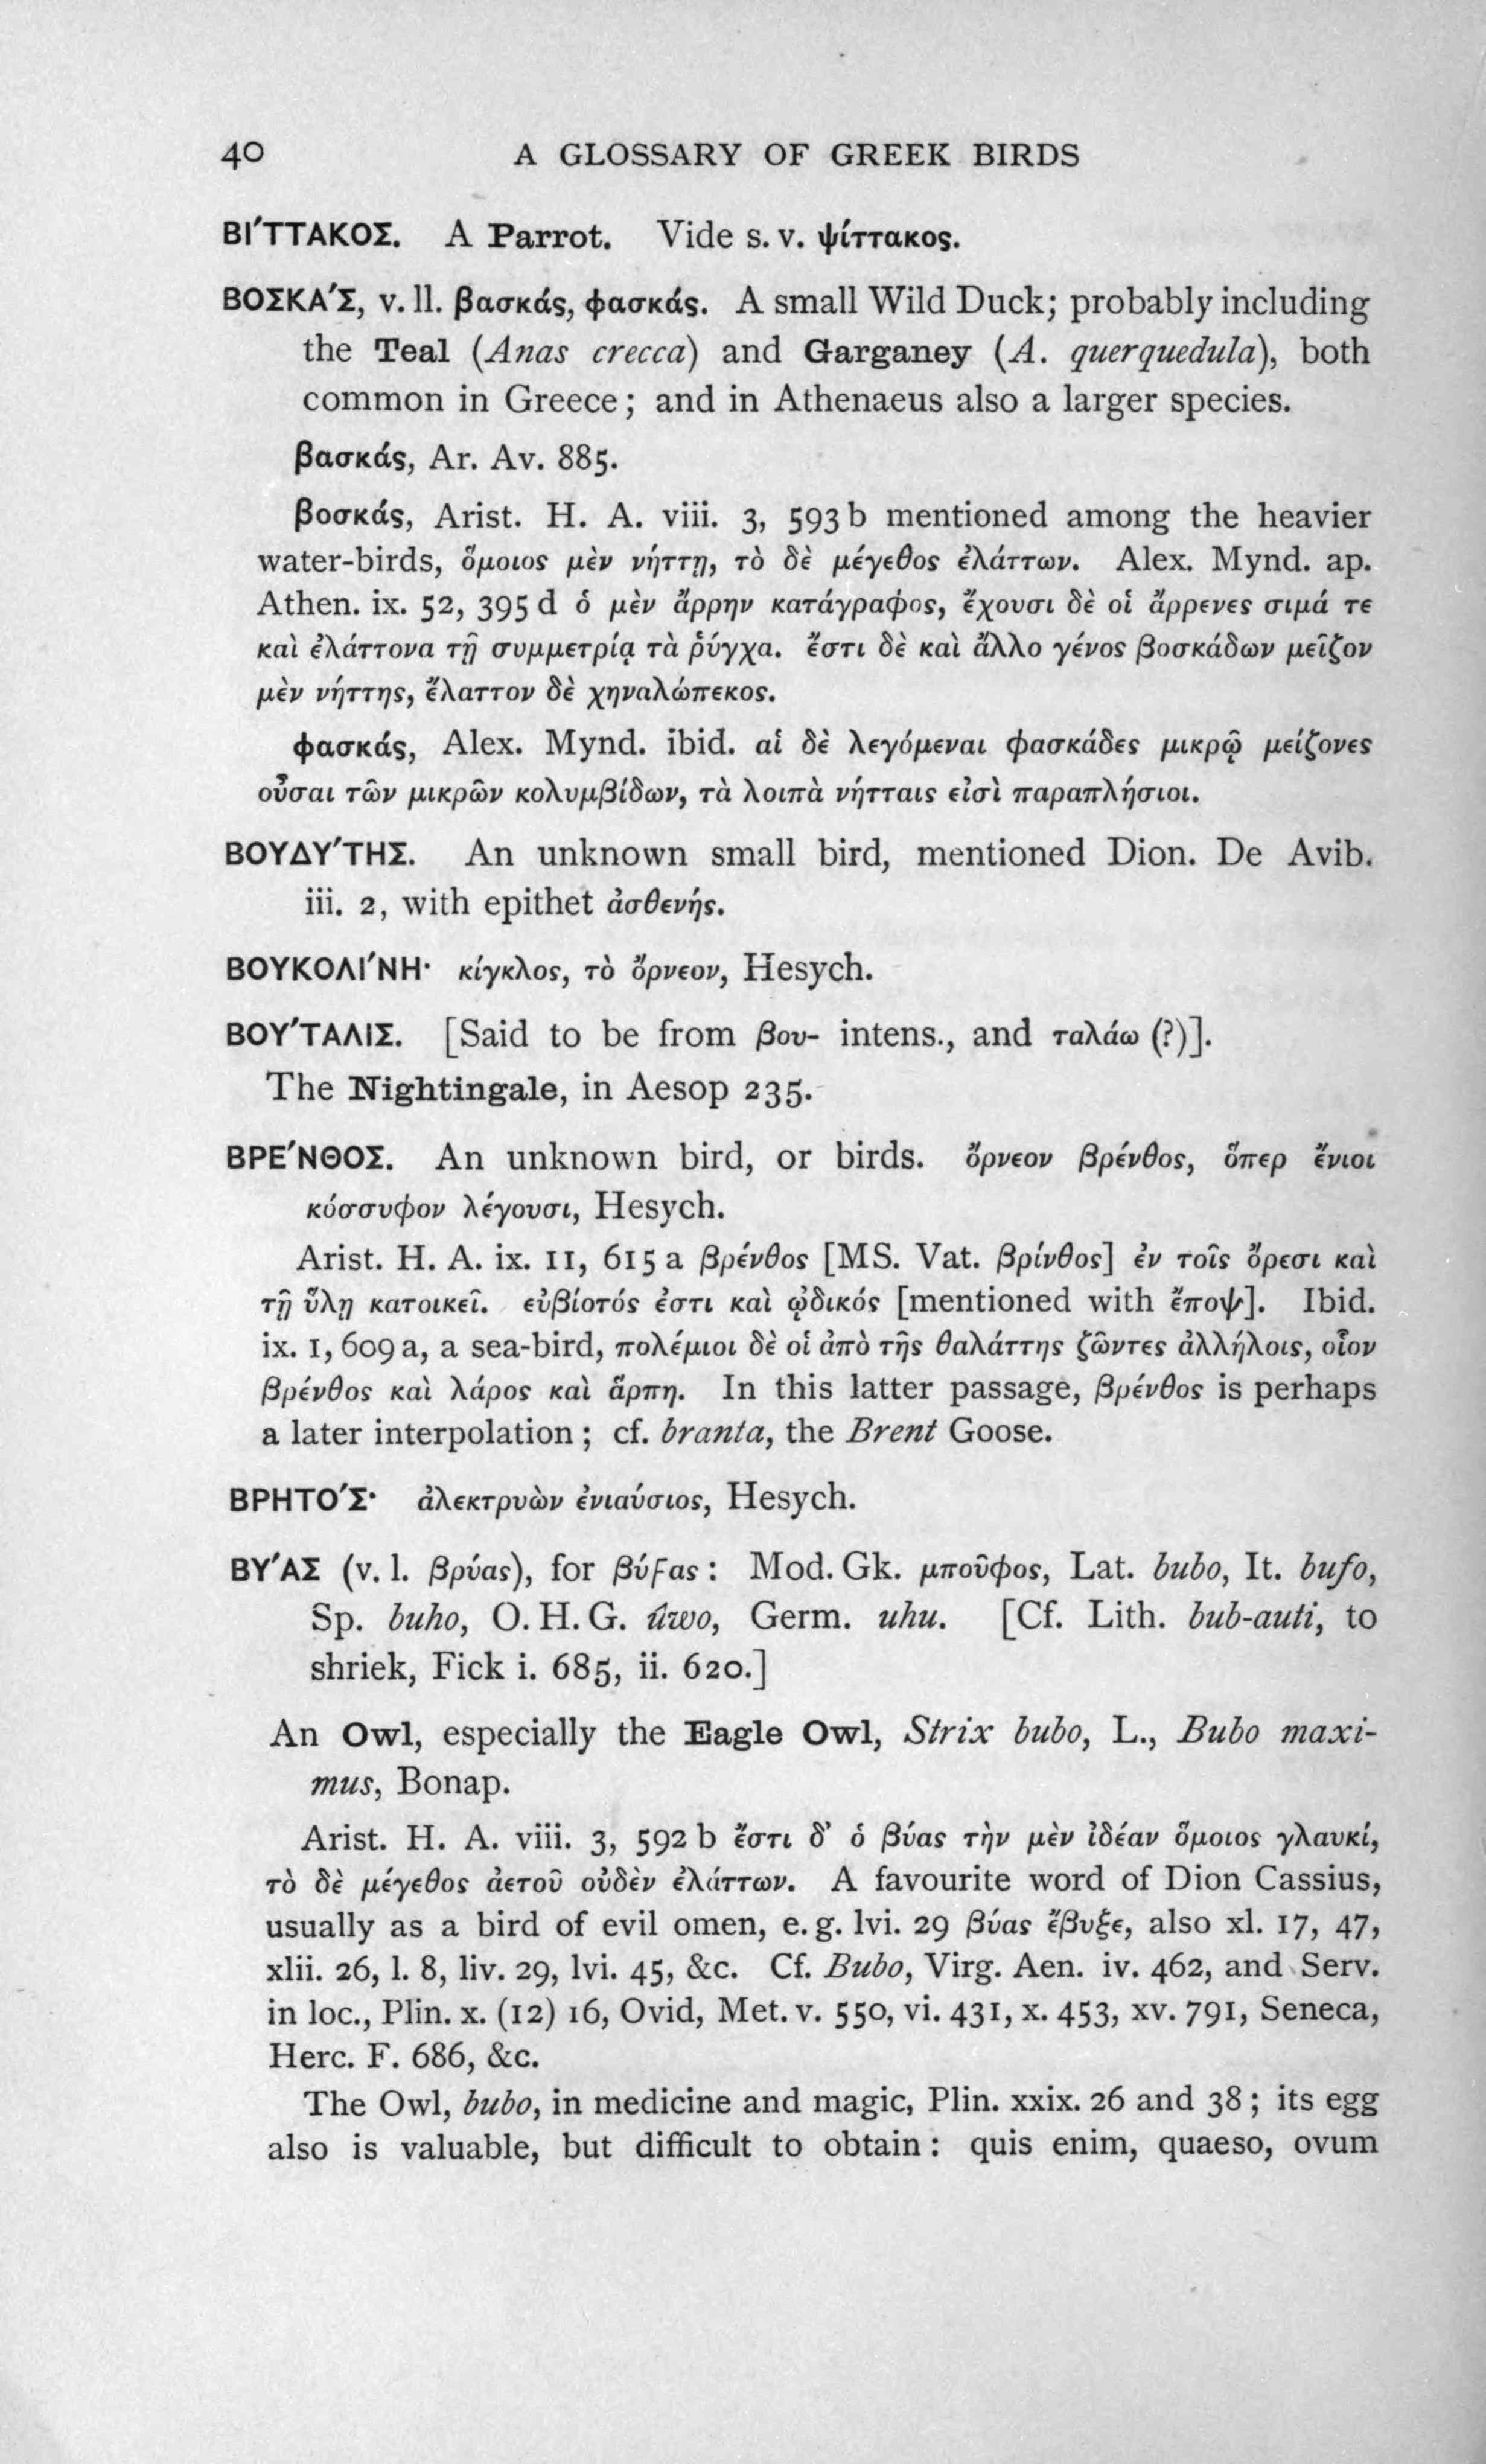 40 A GLOSSARY OF GREEK BIRDS
ΒΙ´ΤΤΑΚΟΣ. A Parrot. Vide s. v. ψίττακος.
ΒΟΣΚΑ´Σ, v. ll. βασκάς, φασκάς. A small Wild Duck; probably including
the Teal (Anas crecca) and Garganey (A. querquedula), both
common in Greece; and in Athenaeus also a larger species.
βασκάς, Ar. Av. 885.
βοσκάς, Arist. H. A. viii. 3, 593 b mentioned among the heavier
water-birds, ὅμοιος μὲν νήττῃ, τὸ δὲ μέγεθος ἐλάττων. Alex. Mynd. ap.
Athen. ix. 52, 395 d ὁ μὲν ἄρρην κατάγραφος, ἔχουσι δὲ οἱ ἄρρενες σιμά τε
καὶ ἐλάττονα τῇ συμμετρίᾳ τὰ ῥύγχα. ἔστι δὲ καὶ ἄλλο γένος βοσκάδων μεῖζον
μὲν νήττης, ἔλαττον δὲ χηναλώπεκος.
φασκάς, Alex. Mynd. ibid. αἱ δὲ λεγόμεναι φασκάδες μικρῷ μείζονες
οὖσαι τῶν μικρῶν κολυμβίδων, τὰ λοιπὰ νήτταις εἰσὶ παραπλήσιοι.
ΒΟΥΔΥ´ΤΗΣ. An unknown small bird, mentioned Dion. De Avib.
iii. 2, with epithet ἀσθενής.
ΒΟΥΚΟΛΙ´ΝΗ· κίγκλος, τὸ ὄρνεον, Hesych.
ΒΟΥ´ΤΑΛΙΣ. [Said to be from βου- intens., and ταλάω (?)].
The Nightingale, in Aesop 235.
ΒΡΕ´ΝΘΟΣ. An unknown bird, or birds. ὄρνεον βρένθος, ὅπερ ἔνιοι
κόσσυφον λέγουσι, Hesych.
Arist. H. A. ix. 11, 615 a βρένθος [MS. Vat. βρίνθος] ἐν τοῖς ὄρεσι καὶ
τῇ ὕλῃ κατοικεῖ. εὐβίοτός ἐστι καὶ ᾠδικός [mentioned with ἔποψ]. Ibid.
ix. 1, 609 a, a sea-bird, πολέμιοι δὲ οἱ ἀπὸ τῆς θαλάττης ζῶντες ἀλλήλοις, οἷον
βρένθος καὶ λάρος καὶ ἅρπη. In this latter passage, βρένθος is perhaps
a later interpolation; cf. branta, the Brent Goose.
ΒΡΗΤΟ´Σ· ἀλεκτρυὼν ἐνιαύσιος, Hesych.
ΒΥ´ΑΣ (v. l. βρύας), for βύϝας: Mod. Gk. μποῦφος, Lat. bubo, It. bufo,
Sp. buho, O. H. G. ûwo, Germ. uhu. [Cf. Lith. bub-auti, to
shriek, Fick i. 685, ii. 620.]
An Owl, especially the Eagle Owl, Strix bubo, L., Bubo maxi-
mus, Bonap.
Arist. H. A. viii. 3, 592 b ἔστι δ' ὁ βύας τὴν μὲν ἰδέαν ὅμοιος γλαυκί,
τὸ δὲ μέγεθος ἀετοῦ οὐδὲν ἐλάττων. A favourite word of Dion Cassius,
usually as a bird of evil omen, e. g. lvi. 29 βύας ἔβυξε, also xl. 17, 47,
xlii. 26, l. 8, liv. 29, lvi. 45, &c. Cf. Bubo, Virg. Aen. iv. 462, and Serv.
in loc., Plin. x. (12) 16, Ovid, Met. v. 550, vi. 431, x. 453, xv. 791, Seneca,
Herc. F. 686, &c.
The Owl, bubo, in medicine and magic, Plin. xxix. 26 and 38; its egg
also is valuable, but difficult to obtain: quis enim, quaeso, ovum